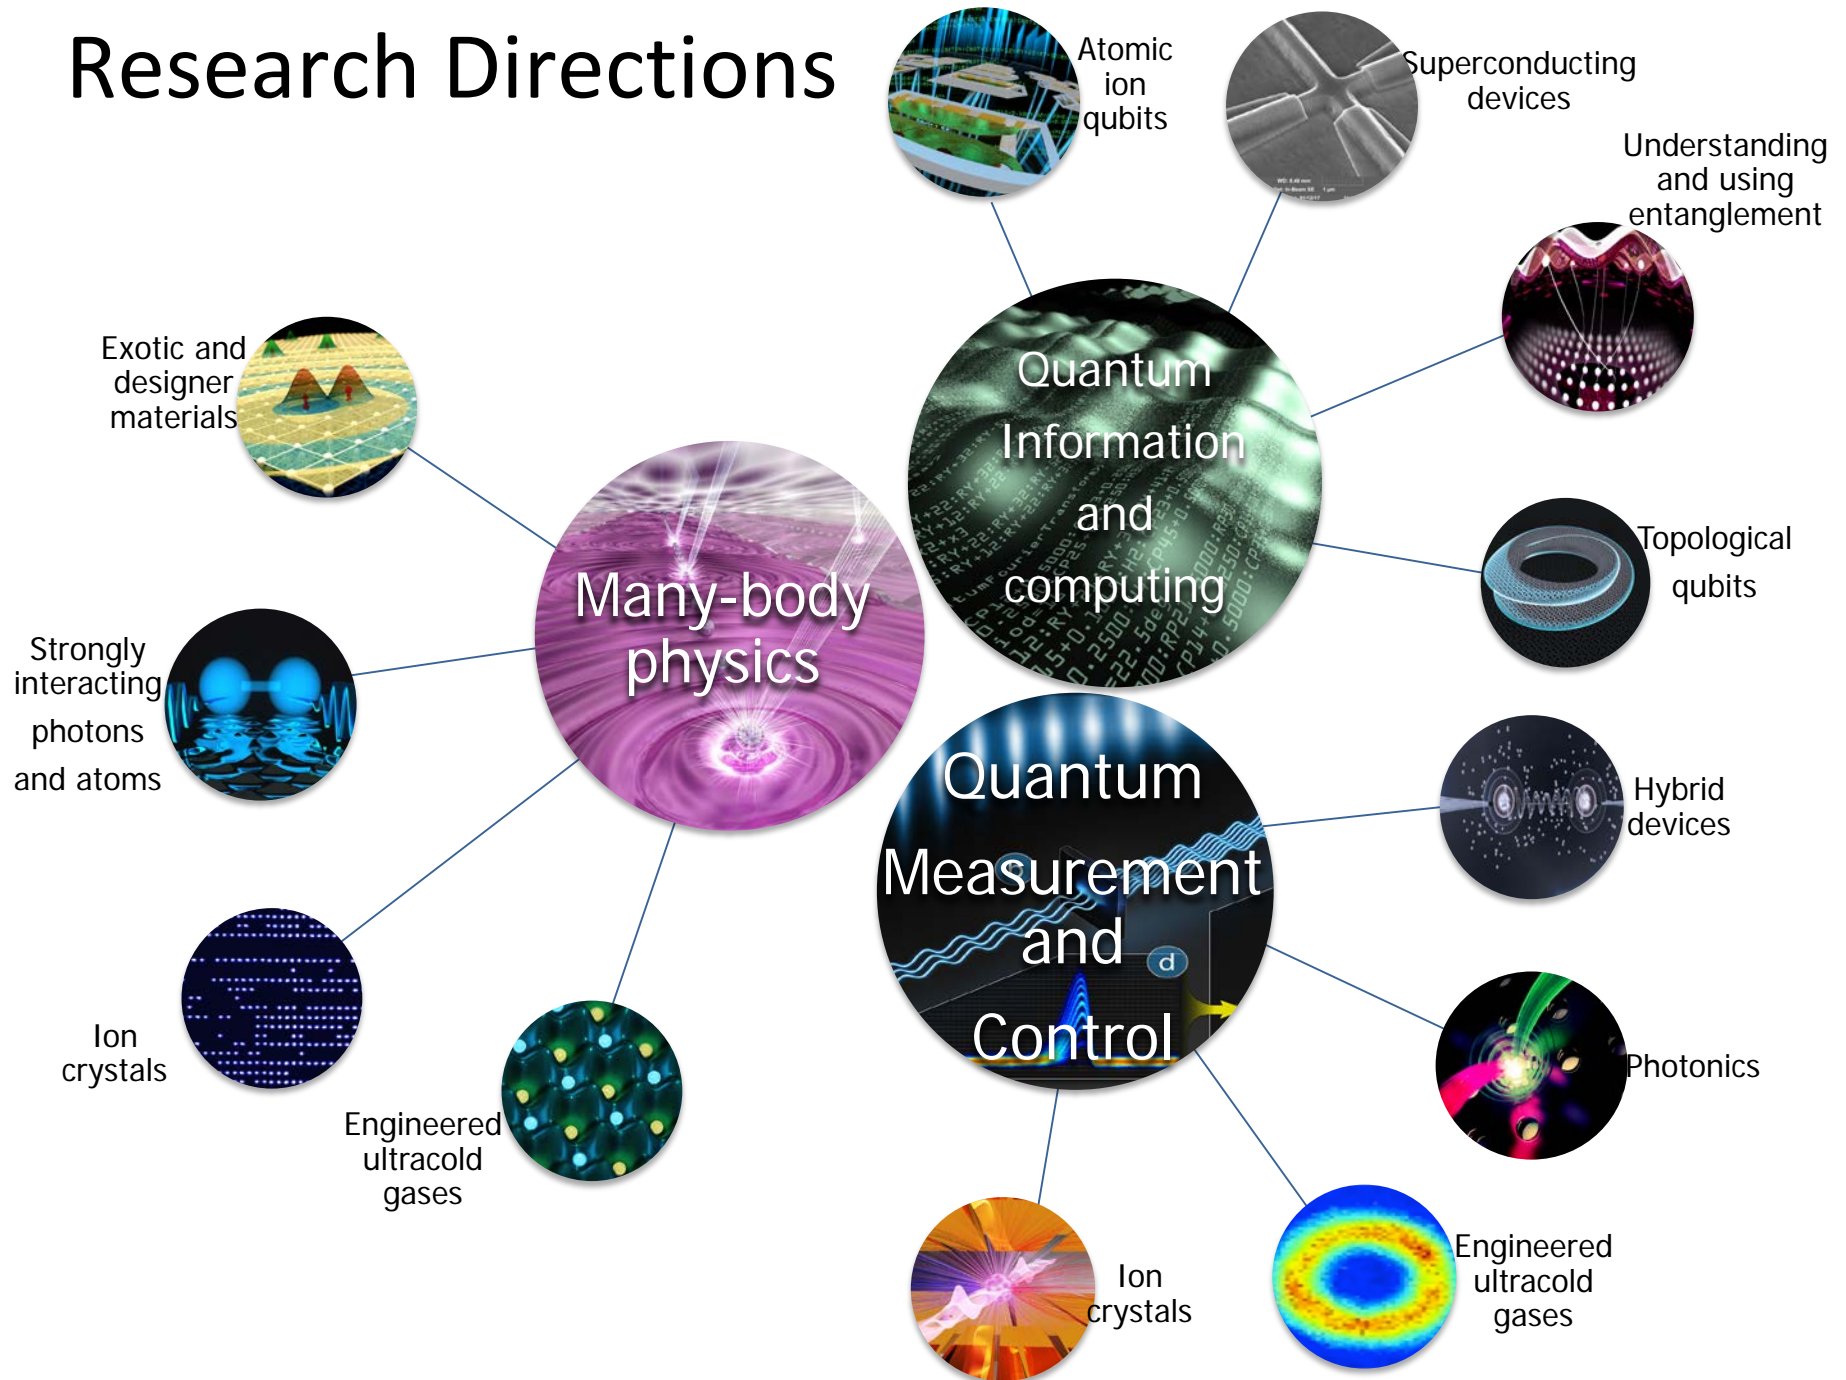 Research Directions
Atomic
ion
qubits
Superconducting
devices
Understanding
and using
entanglement
Exotic and
designer
materials
Quantum
Information
and
computing
Many-body
physics
Topological
qubits
Strongly
interacting
photons
and atoms
Quantum
Measurement
and
Control
d
Hybrid
devices
Ion
crystals
Engineered
ultracold
gases
Photonics
Ion
crystals
Engineered
ultracold
gases